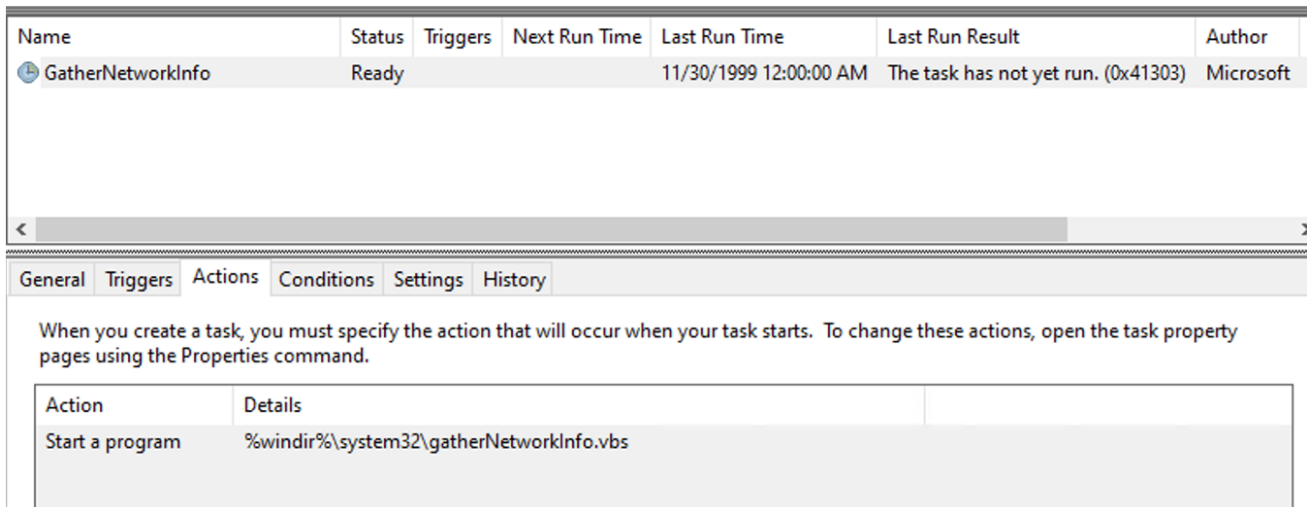 Name Status Triggers Next Run Time Last Run Time Last Run Result Author
GatherNetworkInfo Ready 11/30/1999 12:00:00 AM The task has not yet run. (0x41303) Microsoft
General Triggers Actions Conditions Settings History
When you create a task, you must specify the action that will occur when your task starts.  To change these actions, open the task property
pages using the Properties command.
Action Details
Start a program %windir%\system32\gatherNetworkInfo.vbs